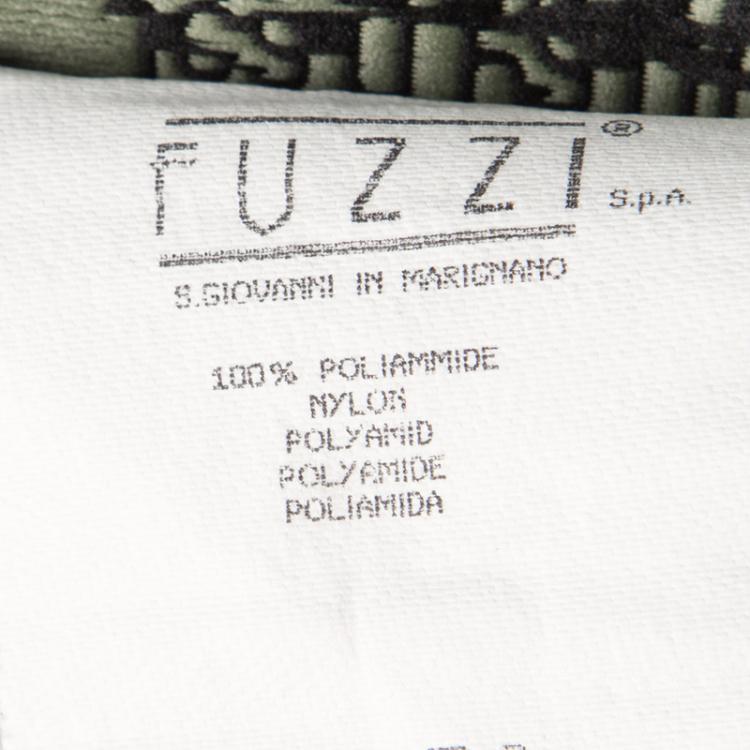 FUZZI® S.p.A.
S.GIOVANNI IN MARIGNANO
100% POLIAMMIDE
NYLON
POLYAMID
POLYAMIDE
POLIAMIDA